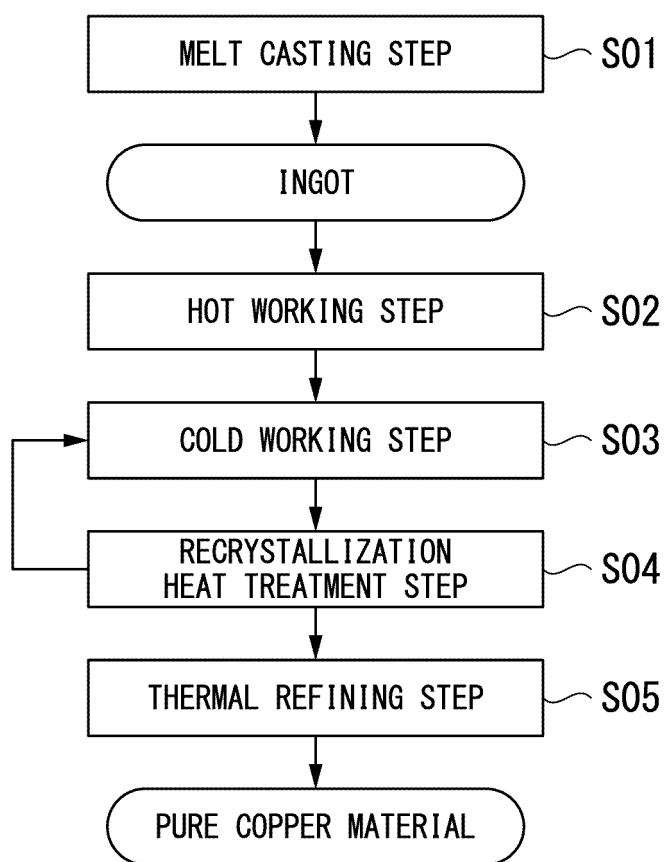 MELT CASTING STEP S01
INGOT
HOT WORKING STEP S02
COLD WORKING STEP S03
RECRYSTALLIZATION
HEAT TREATMENT STEP S04
THERMAL REFINING STEP S05
PURE COPPER MATERIAL